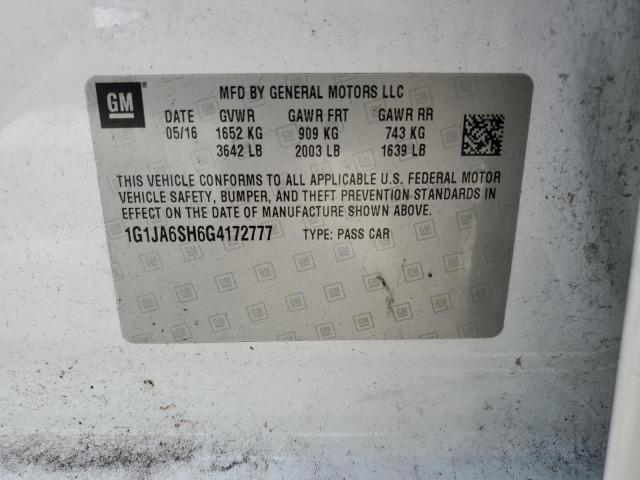 GM
MFD BY GENERAL MOTORS LLC
DATE GVWR GAWR FRT GAWR RR
05/16 1652 KG 909 KG 743 KG
3642 LB 2003 LB 1639 LB
THIS VEHICLE CONFORMS TO ALL APPLICABLE U.S. FEDERAL MOTOR
VEHICLE SAFETY, BUMPER, AND THEFT PREVENTION STANDARDS IN
EFFECT ON THE DATE OF MANUFACTURE SHOWN ABOVE.
1G1JA6SH6G4172777 TYPE: PASS CAR